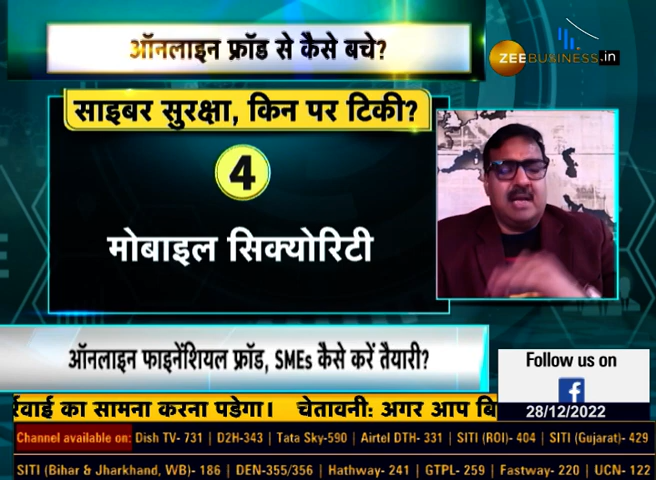 ऑनलाइन फ्रॉड से कैसे बचे?
ZEEBUSINESS.in
साइबर सुरक्षा, किन पर टिकी?
4
मोबाइल सिक्योरिटी
ऑनलाइन फाइनेंशियल फ्रॉड, SMEs कैसे करें तैयारी?
Follow us on
का सामना करना पडेगा। चेतावनी: अगर आप
28/12/2022
Channel available on: Dish TV- 731 | D2H-343 | Tata Sky-590 | Airtel DTH- 331 | SITI (ROI)- 404 | SITI (Gujarat)- 429
SITI (Bihar & Jharkhand, WB)- 186 | DEN-355/356 | Hathway- 241 | GTPL- 259 | Fastway- 220 | UCN- 122